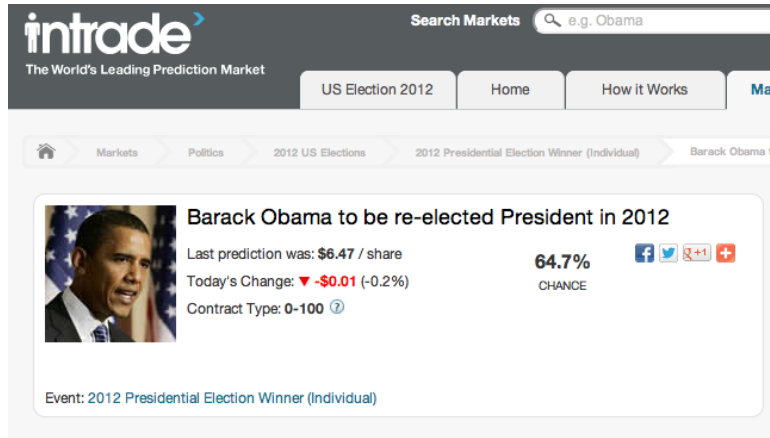 intrade
Search Markets e.g. Obama
The World's Leading Prediction Market
US Election 2012 Home How it Works Ma
Markets Politics 2012 US Elections 2012 Presidential Election Winner (Individual) Barack Obama
Barack Obama to be re-elected President in 2012
Last prediction was: $6.47 / share
Today's Change: ▼ -$0.01 (-0.2%)
Contract Type: 0-100 ?
64.7%
CHANCE
f g+1 +
Event: 2012 Presidential Election Winner (Individual)